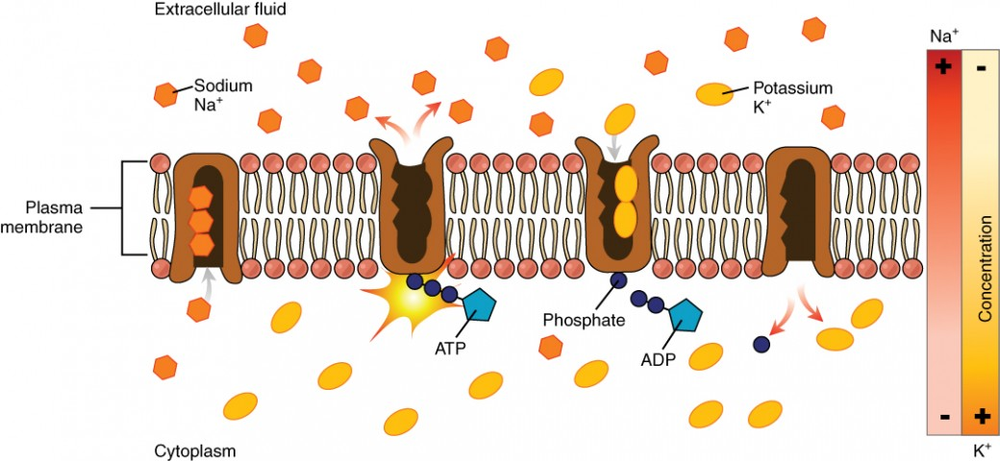 Extracellular fluid
Na⁺
+
-
Sodium
Na⁺
Potassium
K⁺
Plasma
membrane
Concentration
Phosphate
ATP
ADP
-
+
Cytoplasm
K⁺